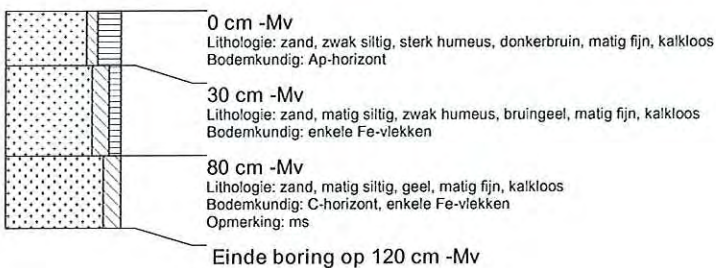 0 cm -Mv
Lithologie: zand, zwak siltig, sterk humeus, donkerbruin, matig fijn, kalkloos
Bodemkundig: Ap-horizont
30 cm -Mv
Lithologie: zand, matig siltig, zwak humeus, bruingeel, matig fijn, kalkloos
Bodemkundig: enkele Fe-vlekken
80 cm -Mv
Lithologie: zand, matig siltig, geel, matig fijn, kalkloos
Bodemkundig: C-horizont, enkele Fe-vlekken
Opmerking: ms
Einde boring op 120 cm -Mv